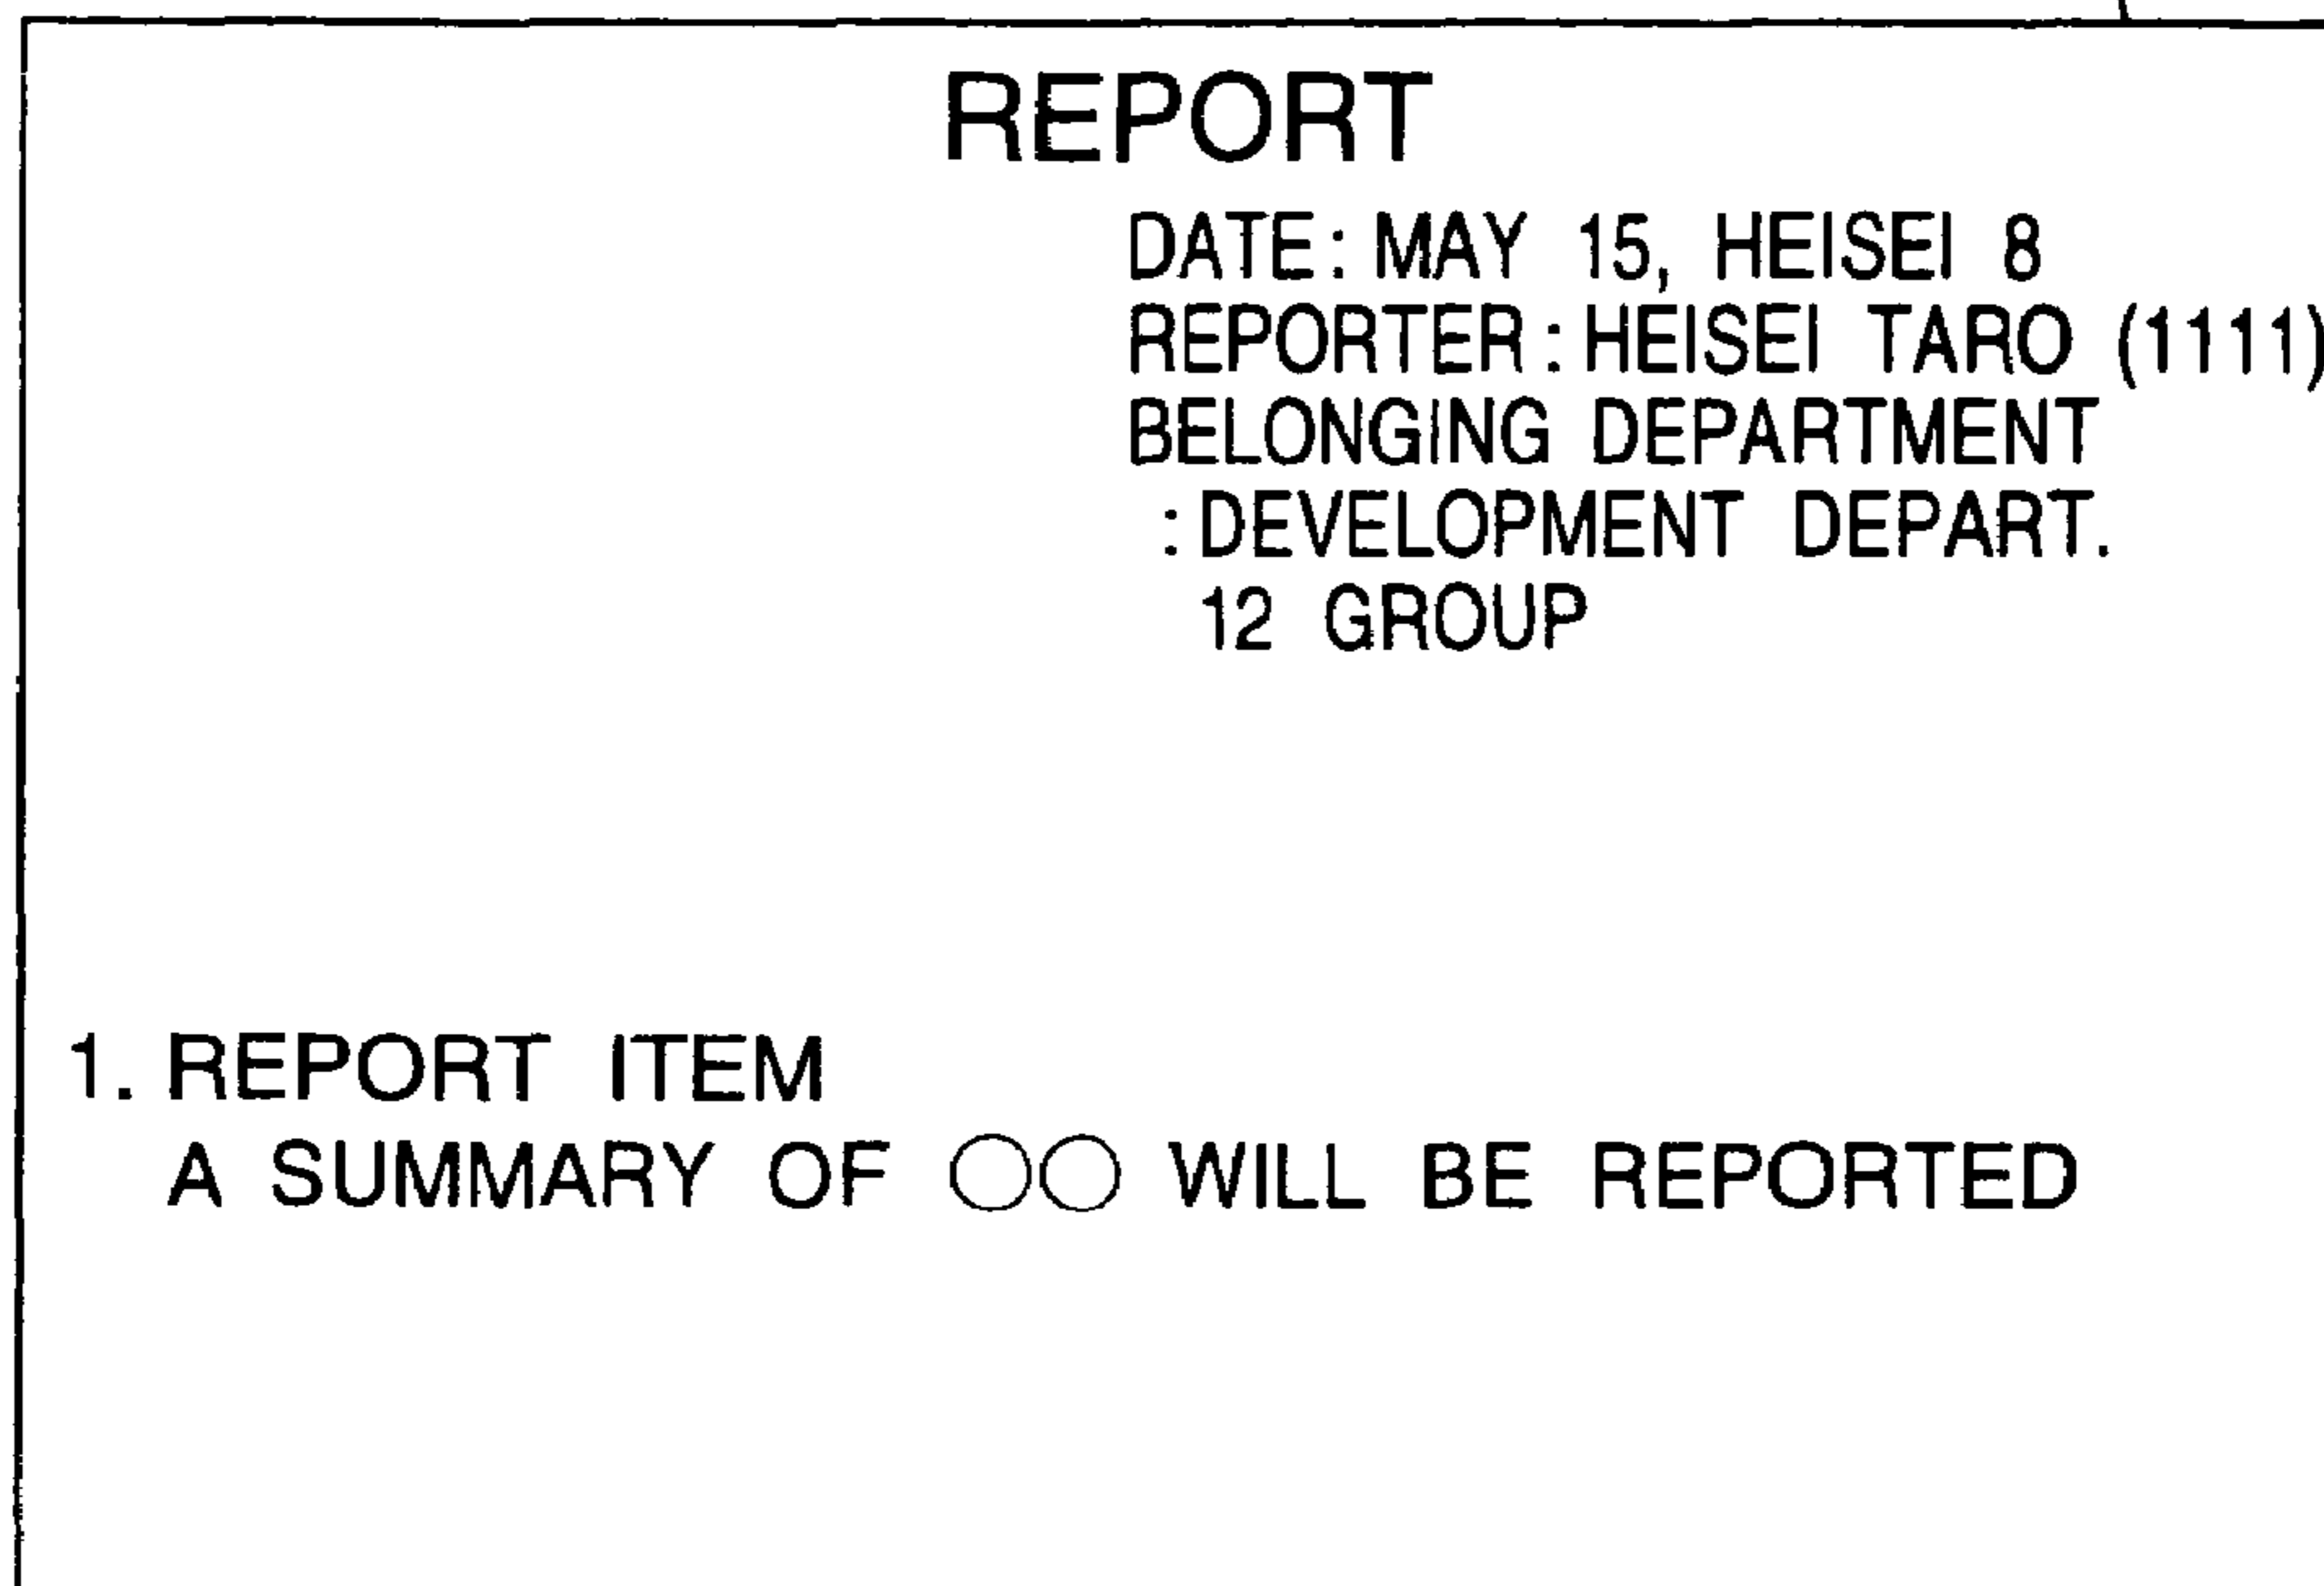 REPORT
DATE: MAY 15, HEISEI 8
REPORTER: HEISEI TARO (1111)
BELONGING DEPARTMENT
: DEVELOPMENT DEPART.
12 GROUP
1. REPORT ITEM
A SUMMARY OF ○○ WILL BE REPORTED